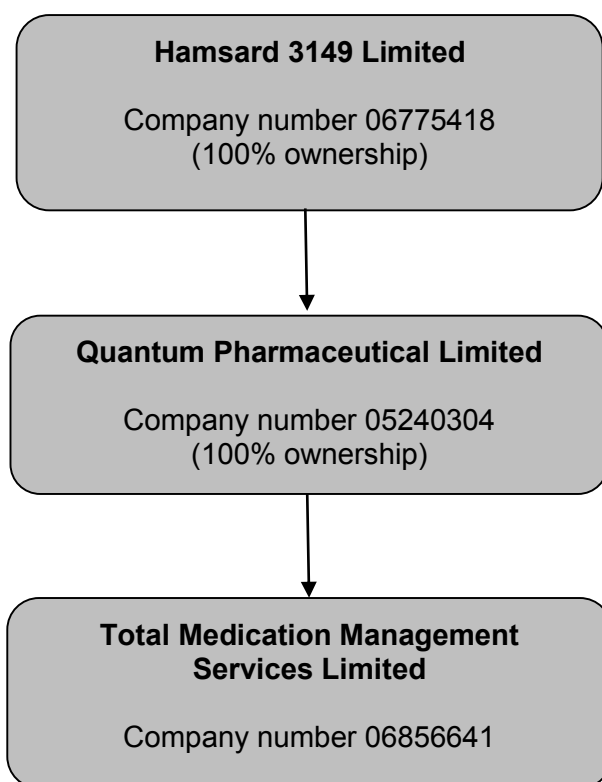 Hamsard 3149 Limited
Company number 06775418
(100% ownership)
Quantum Pharmaceutical Limited
Company number 05240304
(100% ownership)
Total Medication Management
Services Limited
Company number 06856641